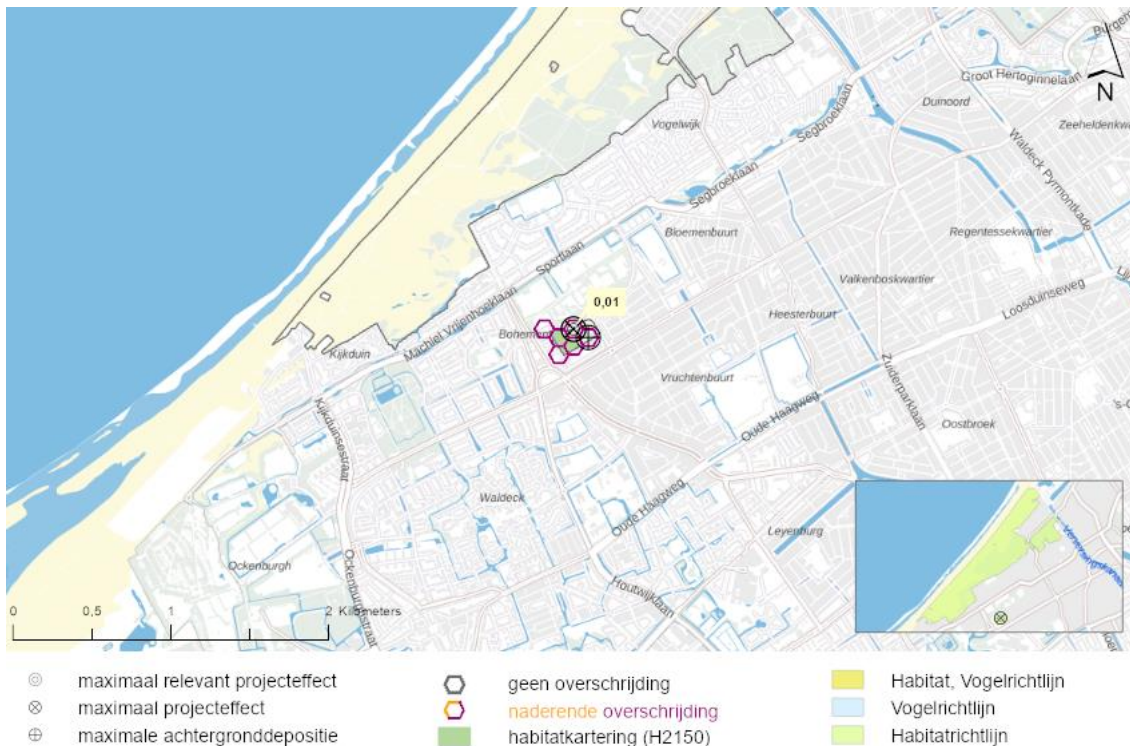 Burgem
Groot Hertoginnelaan
N
Duinoord
Zeeheldenkwa
Vogelwijk
Segbroeklaan
Waldeck Pyrmontkade
Segbroeklaan
Bloemenbuurt
Regentessekwartier
Sportlaan
Valkenboskwartier
Loosduinseweg
0,01
Heesterbuurt
Machiel Vrijenhoeklaan
Bohemen
Kijkduin
Vruchtenbuurt
Zuiderparklaan
Kijkduinsestraat
Oude Haagweg
Oostbroek
Waldeck
Oude Haagweg
Leyenburg
Ockenburgh
Ockenburgstraat
Houtwijklaan
0 0,5 1 2 Kilometers
maximaal relevant projecteffect
maximaal projecteffect
maximale achtergronddepositie
geen overschrijding
naderende overschrijding
habitatkartering (H2150)
Habitat, Vogelrichtlijn
Vogelrichtlijn
Habitatrichtlijn